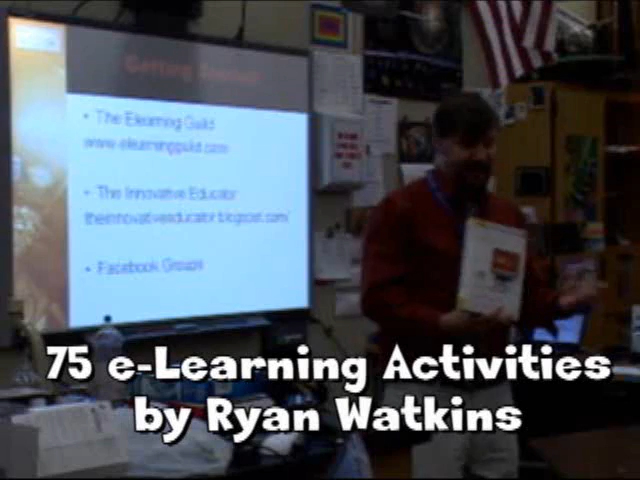 Getting Started
• The Elearning Guild
www.elearningguild.com
• The Innovative Educator
theinnovativeeducator.blogspot.com/
• Facebook Groups
75 e-Learning Activities
by Ryan Watkins